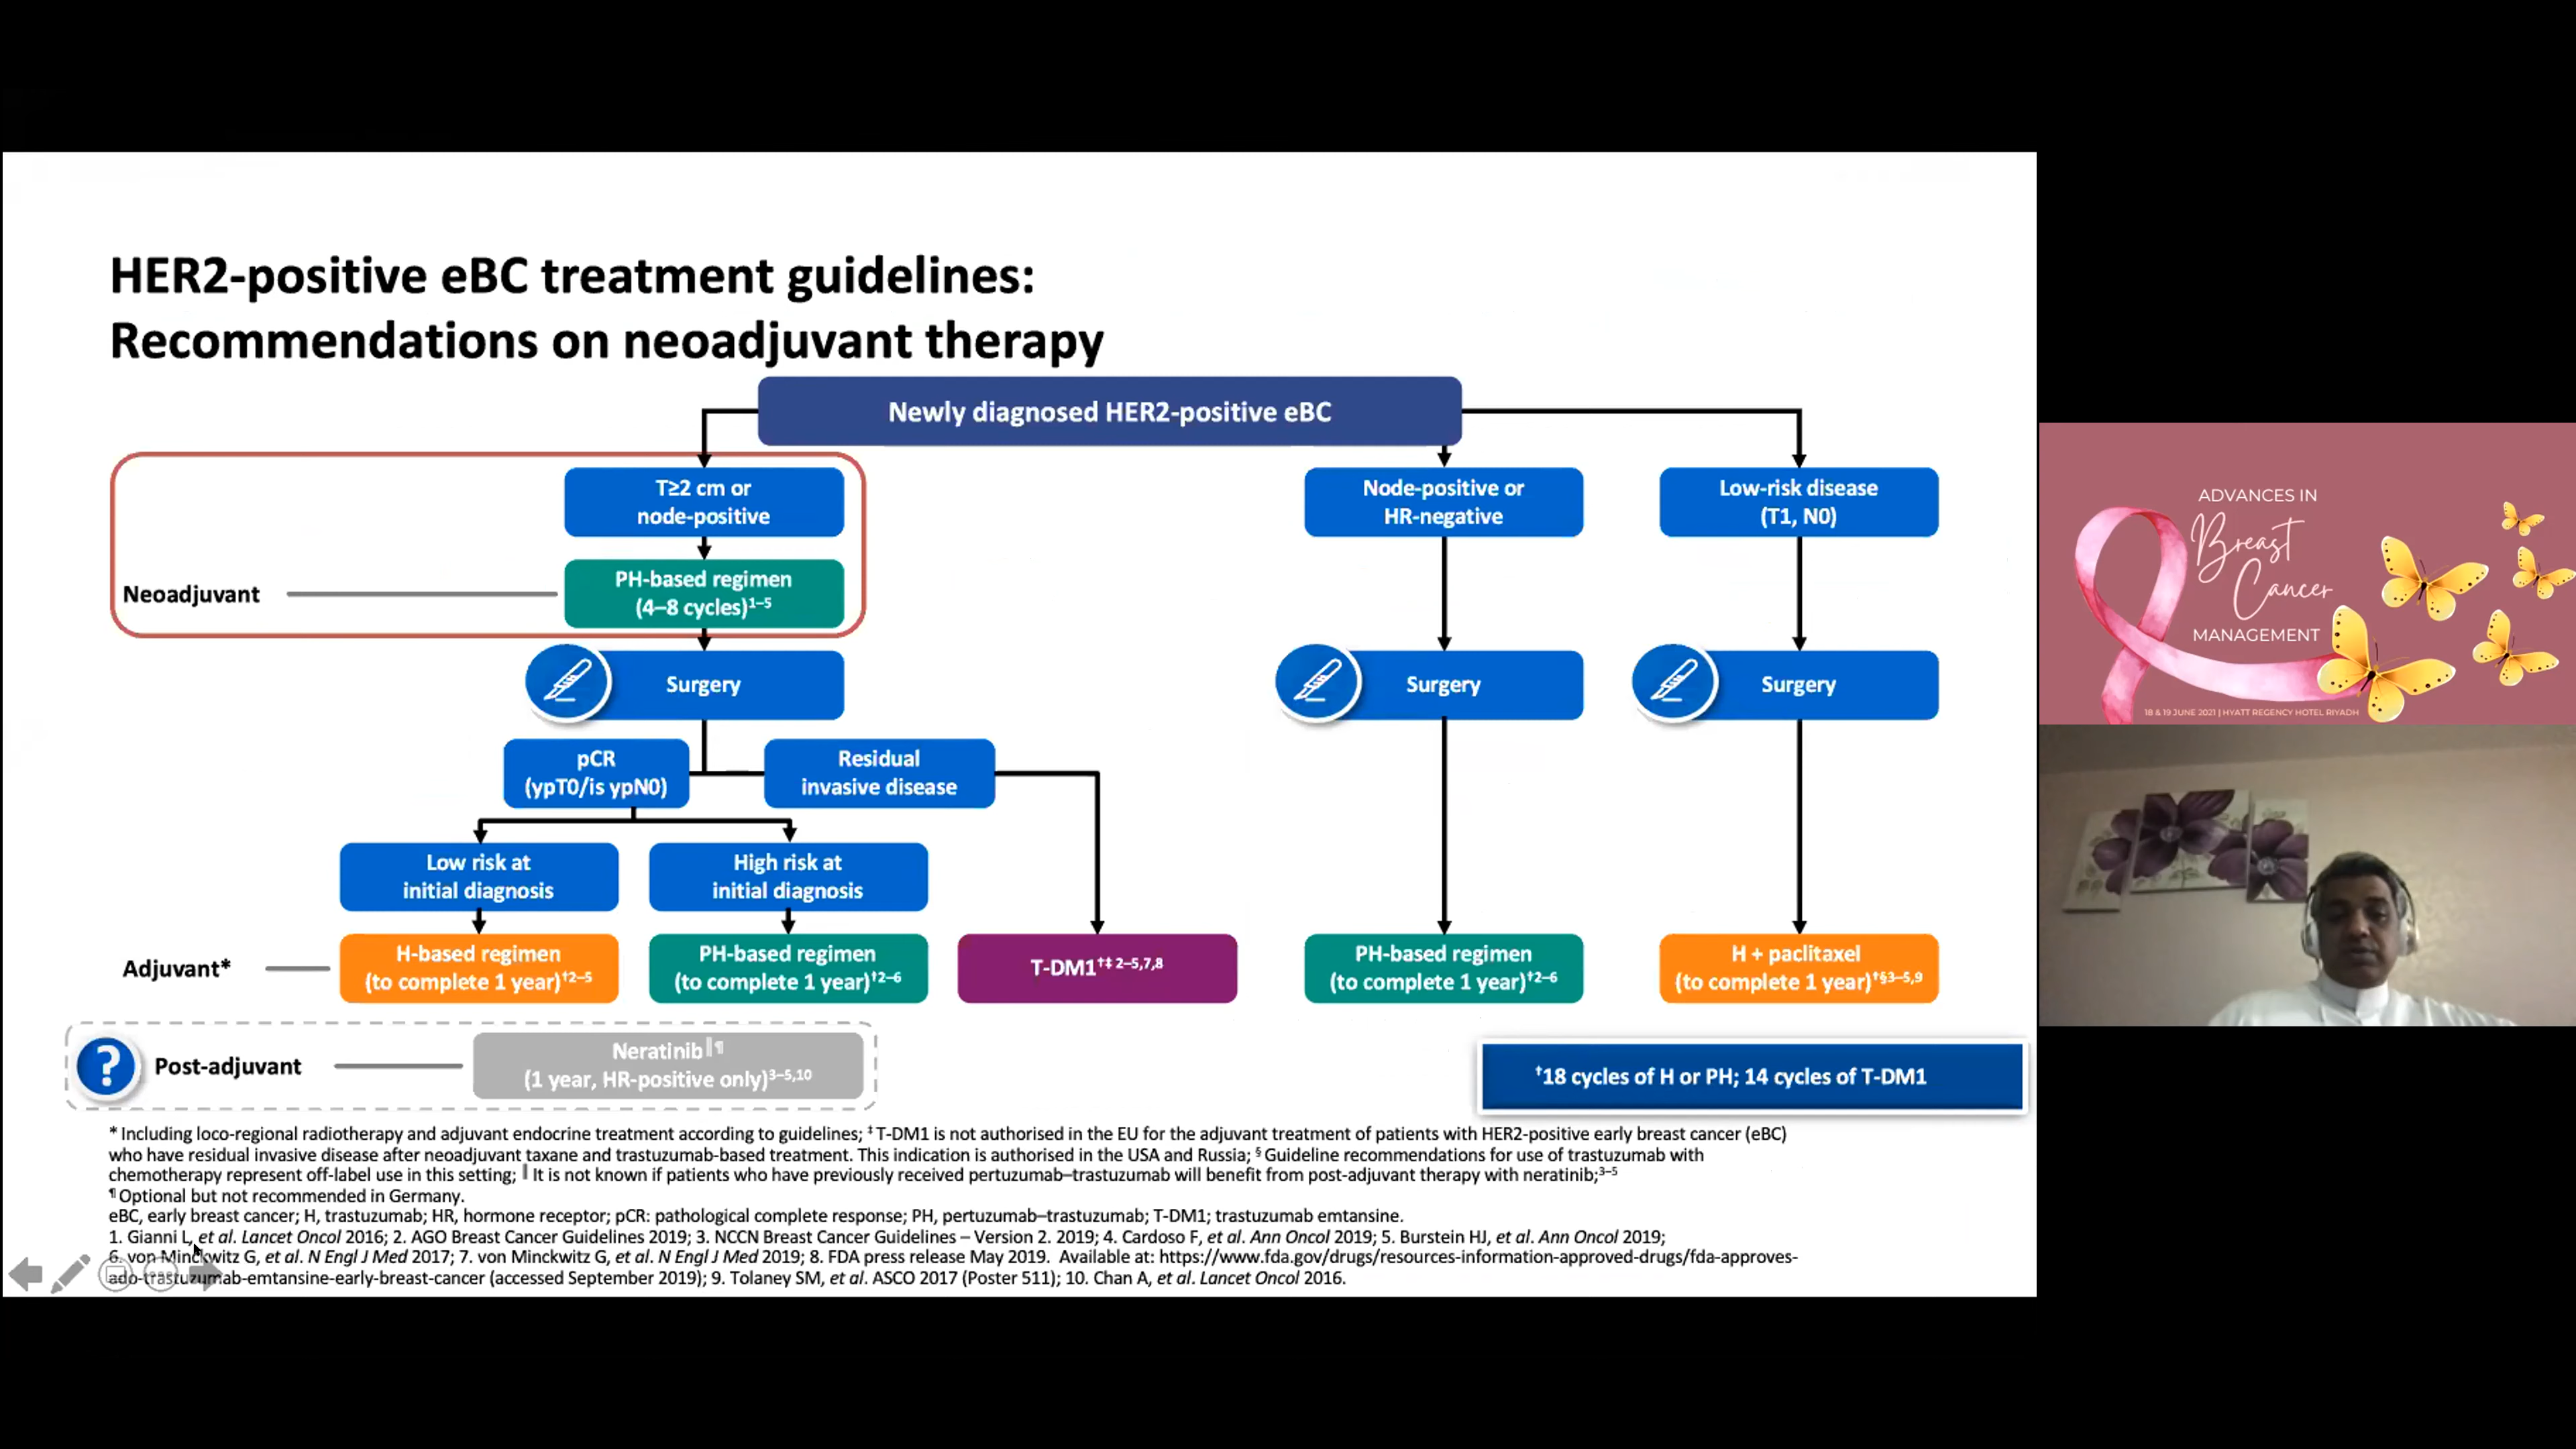 HER2-positive eBC treatment guidelines:
Recommendations on neoadjuvant therapy
Newly diagnosed HER2-positive eBC
T≥2 cm or
node-positive
Node-positive or
HR-negative
Low-risk disease
(T1, N0)
Neoadjuvant
PH-based regimen
(4–8 cycles)1–5
Surgery
Surgery
Surgery
pCR
(ypT0/is ypN0)
Residual
invasive disease
Low risk at
initial diagnosis
High risk at
initial diagnosis
Adjuvant*
H-based regimen
(to complete 1 year)†2–5
PH-based regimen
(to complete 1 year)†2–6
T-DM1†‡ 2–5,7,8
PH-based regimen
(to complete 1 year)†2–6
H + paclitaxel
(to complete 1 year)†§3–5,9
?
Post-adjuvant
Neratinib‖¶
(1 year, HR-positive only)3–5,10
†18 cycles of H or PH; 14 cycles of T-DM1
* Including loco-regional radiotherapy and adjuvant endocrine treatment according to guidelines; ‡ T-DM1 is not authorised in the EU for the adjuvant treatment of patients with HER2-positive early breast cancer (eBC)
who have residual invasive disease after neoadjuvant taxane and trastuzumab-based treatment. This indication is authorised in the USA and Russia; § Guideline recommendations for use of trastuzumab with
chemotherapy represent off-label use in this setting; ‖ It is not known if patients who have previously received pertuzumab–trastuzumab will benefit from post-adjuvant therapy with neratinib;3–5
¶ Optional but not recommended in Germany.
eBC, early breast cancer; H, trastuzumab; HR, hormone receptor; pCR: pathological complete response; PH, pertuzumab–trastuzumab; T-DM1; trastuzumab emtansine.
1. Gianni L, et al. Lancet Oncol 2016; 2. AGO Breast Cancer Guidelines 2019; 3. NCCN Breast Cancer Guidelines – Version 2. 2019; 4. Cardoso F, et al. Ann Oncol 2019; 5. Burstein HJ, et al. Ann Oncol 2019;
6. von Minckwitz G, et al. N Engl J Med 2017; 7. von Minckwitz G, et al. N Engl J Med 2019; 8. FDA press release May 2019. Available at: https://www.fda.gov/drugs/resources-information-approved-drugs/fda-approves-
ado-trastuzumab-emtansine-early-breast-cancer (accessed September 2019); 9. Tolaney SM, et al. ASCO 2017 (Poster 511); 10. Chan A, et al. Lancet Oncol 2016.
ADVANCES IN
Breast
Cancer
MANAGEMENT
18 & 19 JUNE 2021 | HYATT REGENCY HOTEL RIYADH